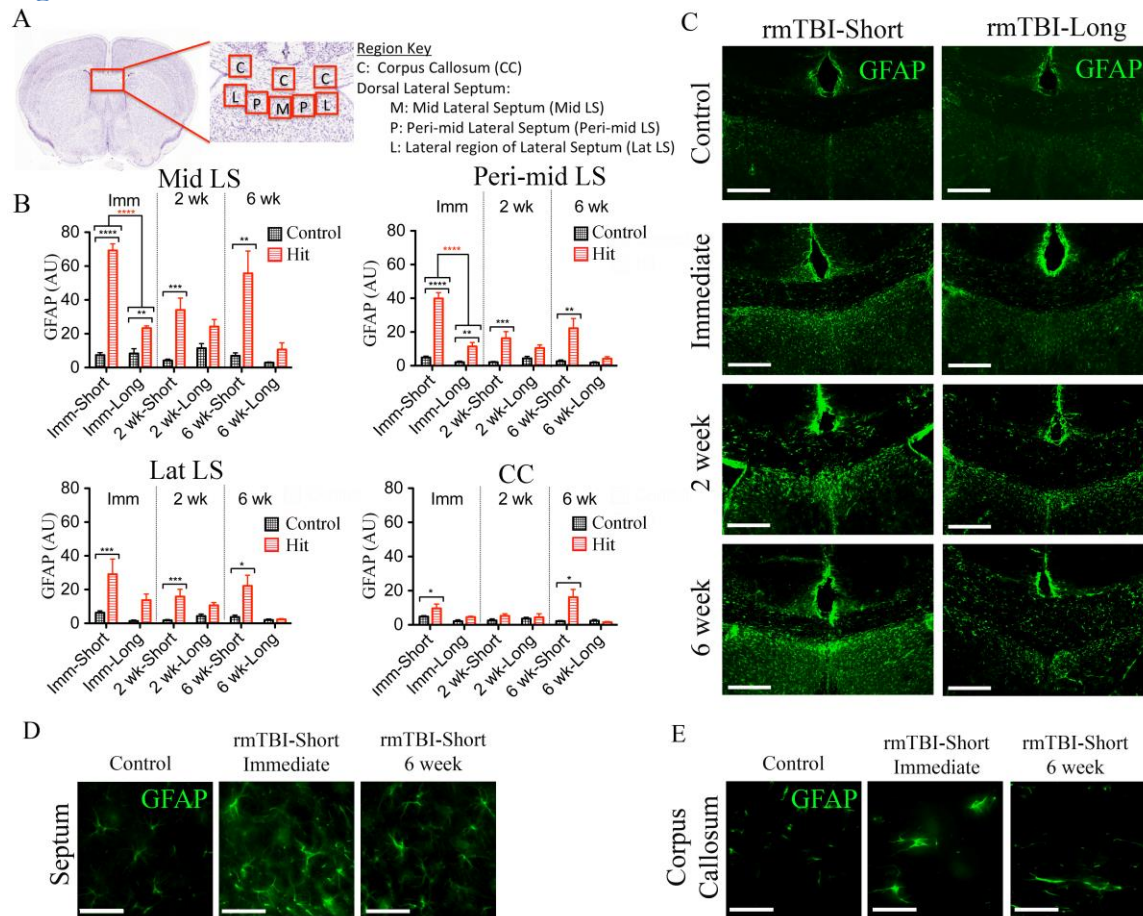 A
C C C
L P M P L
Region Key
C: Corpus Callosum (CC)
Dorsal Lateral Septum:
M: Mid Lateral Septum (Mid LS)
P: Peri-mid Lateral Septum (Peri-mid LS)
L: Lateral region of Lateral Septum (Lat LS)
B
Mid LS
Imm 2 wk 6 wk
**** **** ** *** **
Control
Hit
GFAP (AU)
80
60
40
20
0
Imm-Short Imm-Long 2 wk-Short 2 wk-Long 6 wk-Short 6 wk-Long
Peri-mid LS
Imm 2 wk 6 wk
**** **** ** *** **
Control
Hit
GFAP (AU)
80
60
40
20
0
Imm-Short Imm-Long 2 wk-Short 2 wk-Long 6 wk-Short 6 wk-Long
Lat LS
Imm 2 wk 6 wk
*** *** *
Control
Hit
GFAP (AU)
80
60
40
20
0
Imm-Short Imm-Long 2 wk-Short 2 wk-Long 6 wk-Short 6 wk-Long
CC
Imm 2 wk 6 wk
* *
Control
Hit
GFAP (AU)
80
60
40
20
0
Imm-Short Imm-Long 2 wk-Short 2 wk-Long 6 wk-Short 6 wk-Long
C
rmTBI-Short rmTBI-Long
GFAP GFAP
Control
Immediate
2 week
6 week
D
Control
rmTBI-Short
Immediate
rmTBI-Short
6 week
GFAP
Septum
E
Control
rmTBI-Short
Immediate
rmTBI-Short
6 week
GFAP
Corpus
Callosum